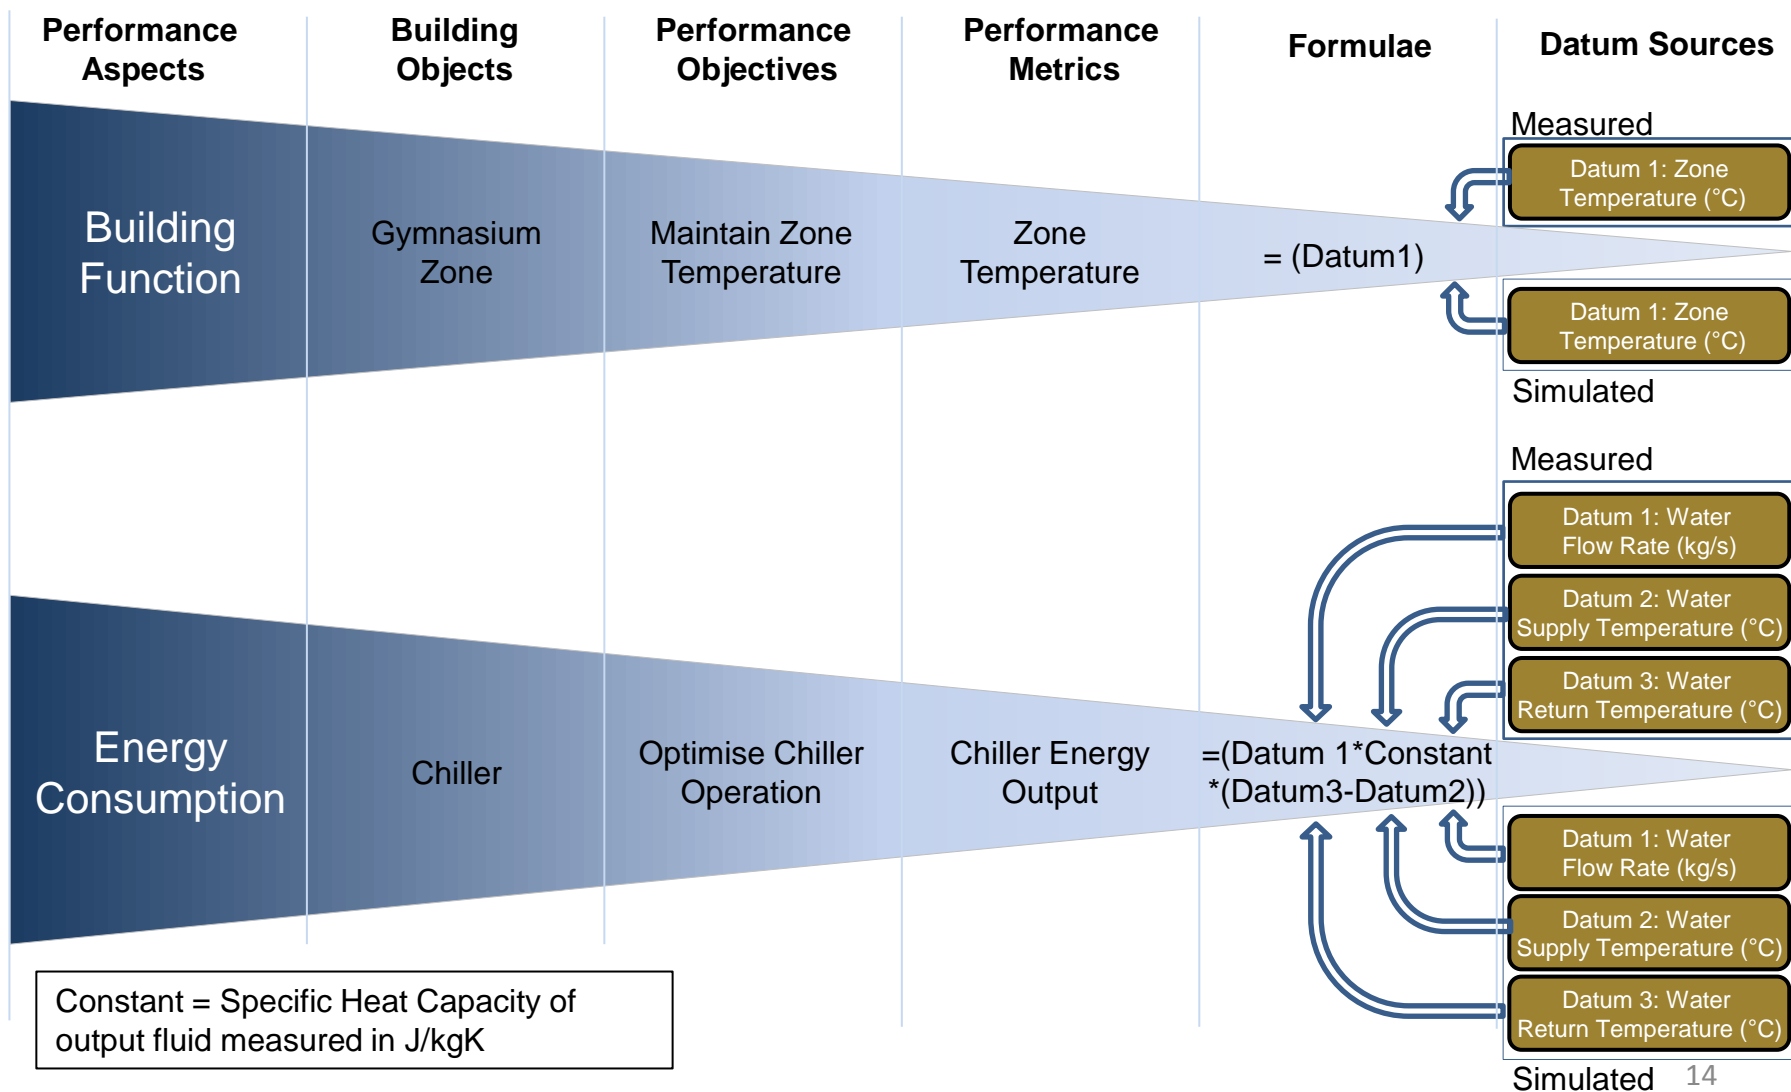 Performance
Aspects
Building
Objects
Performance
Objectives
Performance
Metrics
Formulae
Datum Sources
Measured
Datum 1: Zone
Temperature (°C)
Building
Function
Gymnasium
Zone
Maintain Zone
Temperature
Zone
Temperature
= (Datum1)
Datum 1: Zone
Temperature (°C)
Simulated
Measured
Datum 1: Water
Flow Rate (kg/s)
Datum 2: Water
Supply Temperature (°C)
Datum 3: Water
Return Temperature (°C)
Energy
Consumption
Chiller
Optimise Chiller
Operation
Chiller Energy
Output
=(Datum 1*Constant
*(Datum3-Datum2))
Datum 1: Water
Flow Rate (kg/s)
Datum 2: Water
Supply Temperature (°C)
Datum 3: Water
Return Temperature (°C)
Simulated
Constant = Specific Heat Capacity of
output fluid measured in J/kgK
14